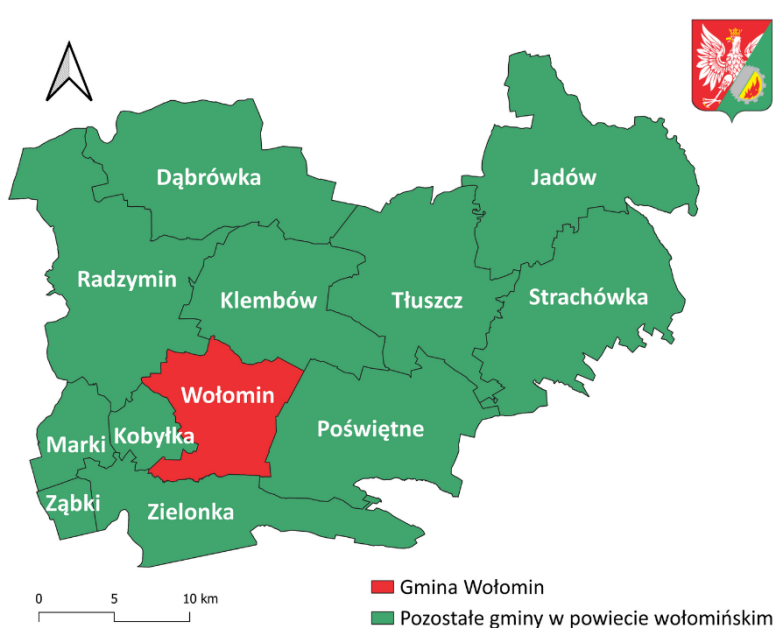 Dąbrówka
Jadów
Radzymin
Klembów
Tłuszcz
Strachówka
Wołomin
Marki
Kobyłka
Poświętne
Ząbki
Zielonka
0 5 10 km
Gmina Wołomin
Pozostałe gminy w powiecie wołomińskim